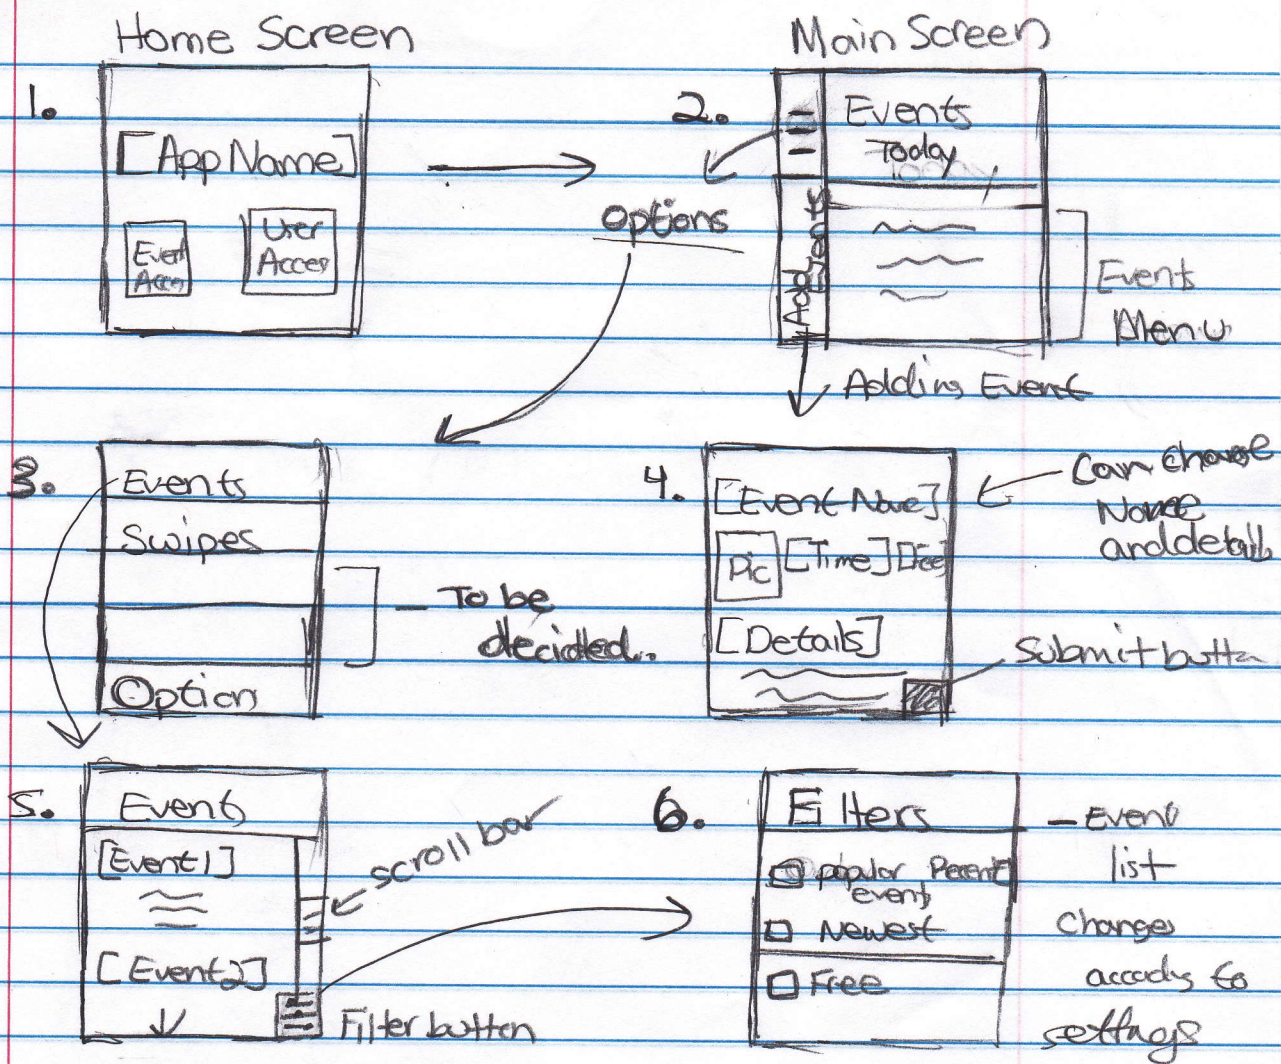 Home Screen
Main Screen
1.
[App Name]
Event
Acces
User
Acces
2.
Events
Today
Options
Add
Events
Events
Menu
Adding Event
3.
Events
Swipes
Option
- To be
decided.
4.
[Event Name]
Pic
[Time]
[Details]
Can change
Name
and details
Submit button
5.
Events
[Event1]
[Event2]
scroll bar
Filter button
6.
Filters
popular
event
Newest
Free
- Event
list
Changes
settings